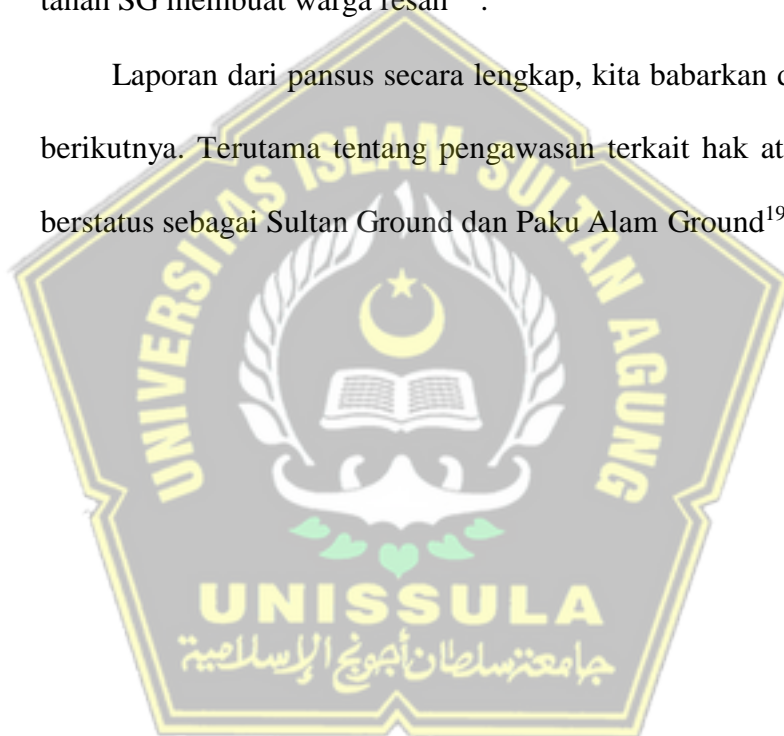 tanah SG membuat warga resah
Laporan dari pansus secara lengkap, kita babarkan
berikutnya. Terutama tentang pengawasan terkait hak
berstatus sebagai Sultan Ground dan Paku Alam Ground19
UNIVERSITAS ISLAM SULTAN AGUNG
UNISSULA
جامعة سلطان أجونج الإسلامية